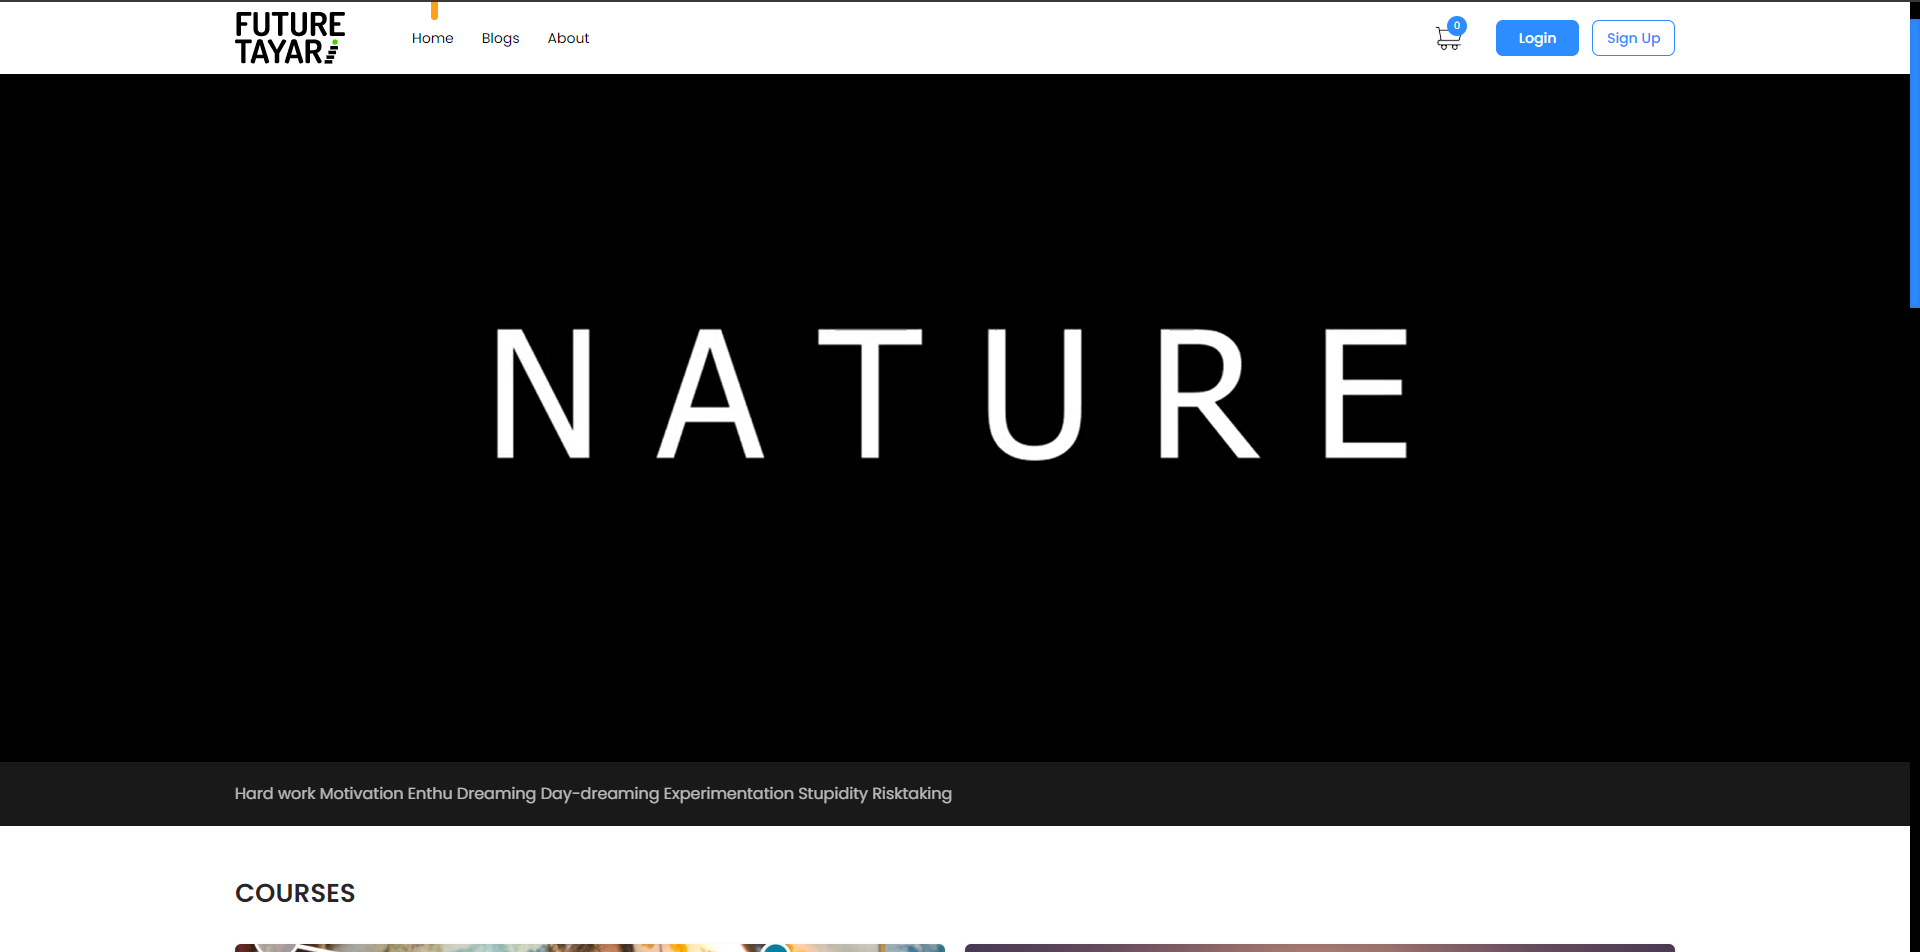 FUTURE
TAYARi
Home Blogs About 0 Login Sign Up
NATURE
Hard work Motivation Enthu Dreaming Day-dreaming Experimentation Stupidity Risktaking
COURSES